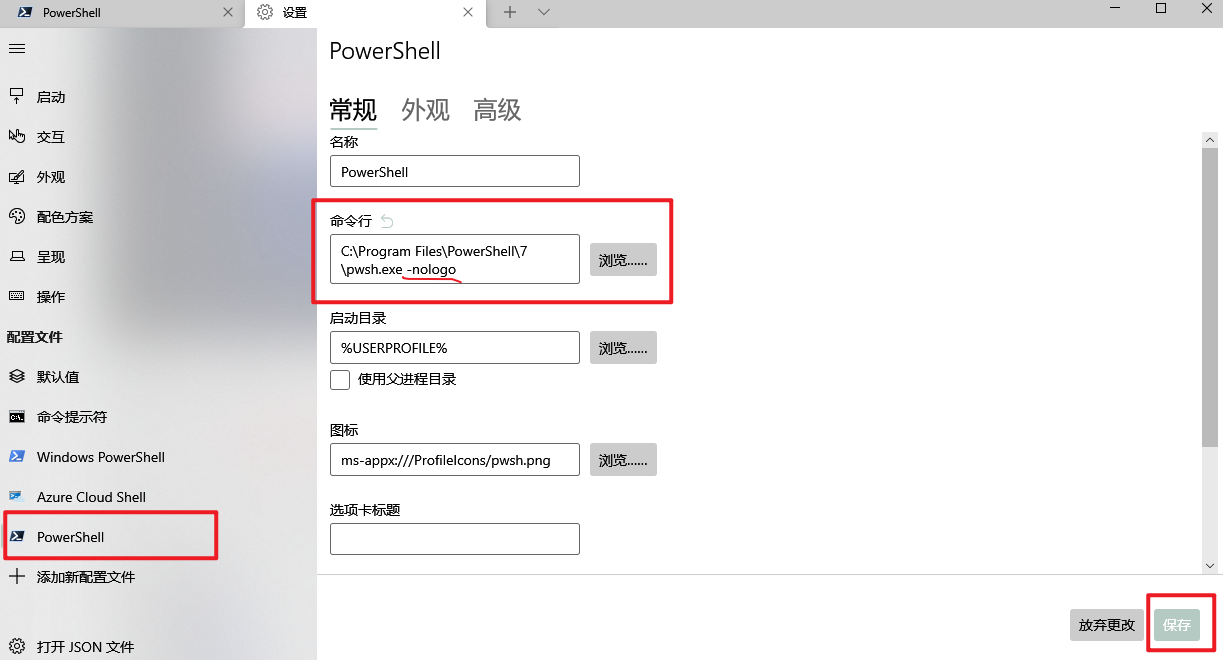 PowerShell
设置
启动
交互
外观
配色方案
呈现
操作
配置文件
默认值
命令提示符
Windows PowerShell
Azure Cloud Shell
PowerShell
添加新配置文件
打开 JSON 文件
PowerShell
常规 外观 高级
名称
PowerShell
命令行
C:\Program Files\PowerShell\7
\pwsh.exe -nologo
浏览......
启动目录
%USERPROFILE%
浏览......
使用父进程目录
图标
ms-appx:///ProfileIcons/pwsh.png
浏览......
选项卡标题
放弃更改
保存